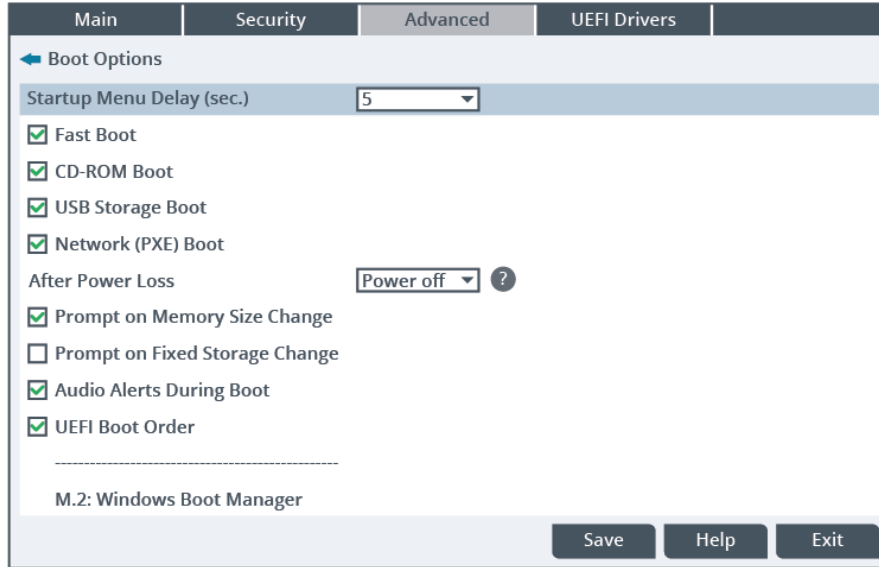 Main Security Advanced UEFI Drivers
Boot Options
Startup Menu Delay (sec.) 5
Fast Boot
CD-ROM Boot
USB Storage Boot
Network (PXE) Boot
After Power Loss Power off ?
Prompt on Memory Size Change
Prompt on Fixed Storage Change
Audio Alerts During Boot
UEFI Boot Order
------------------------------------------------
M.2: Windows Boot Manager
Save Help Exit